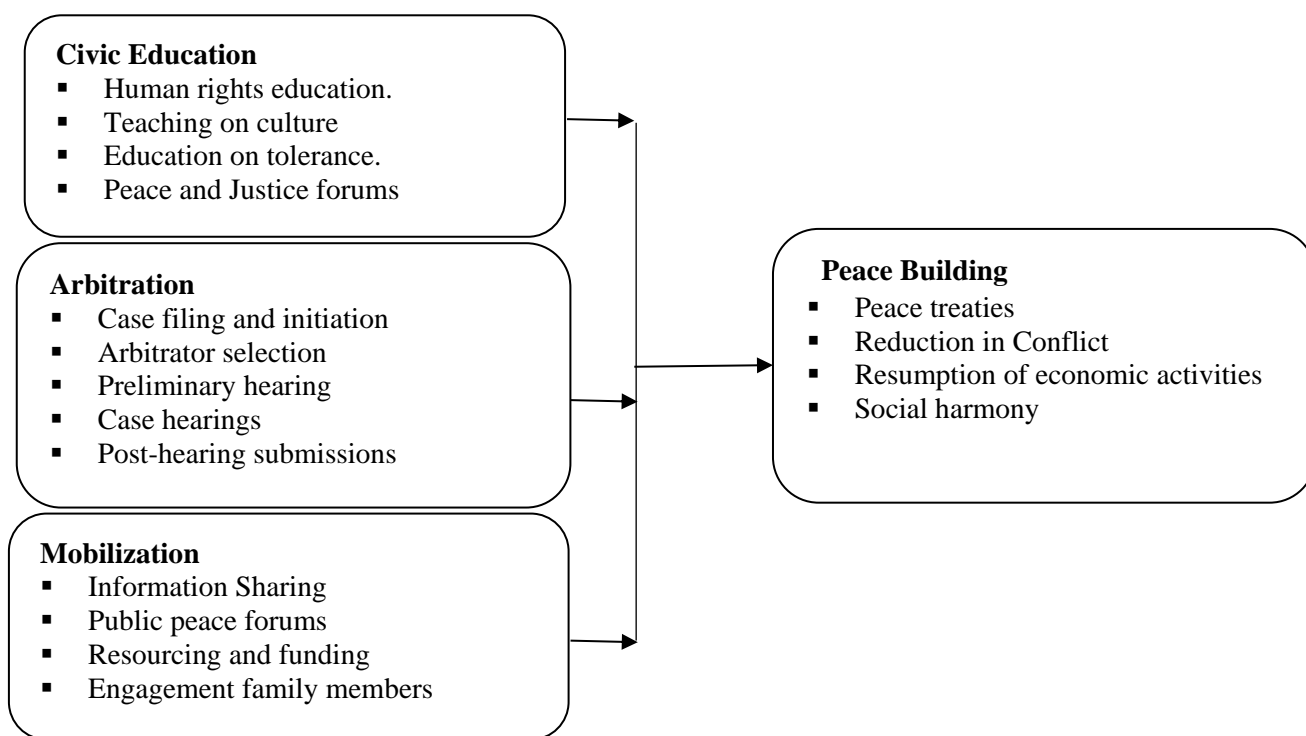 Civic Education
▪ Human rights education.
▪ Teaching on culture
▪ Education on tolerance.
▪ Peace and Justice forums
Arbitration
▪ Case filing and initiation
▪ Arbitrator selection
▪ Preliminary hearing
▪ Case hearings
▪ Post-hearing submissions
Mobilization
▪ Information Sharing
▪ Public peace forums
▪ Resourcing and funding
▪ Engagement family members
Peace Building
▪ Peace treaties
▪ Reduction in Conflict
▪ Resumption of economic activities
▪ Social harmony